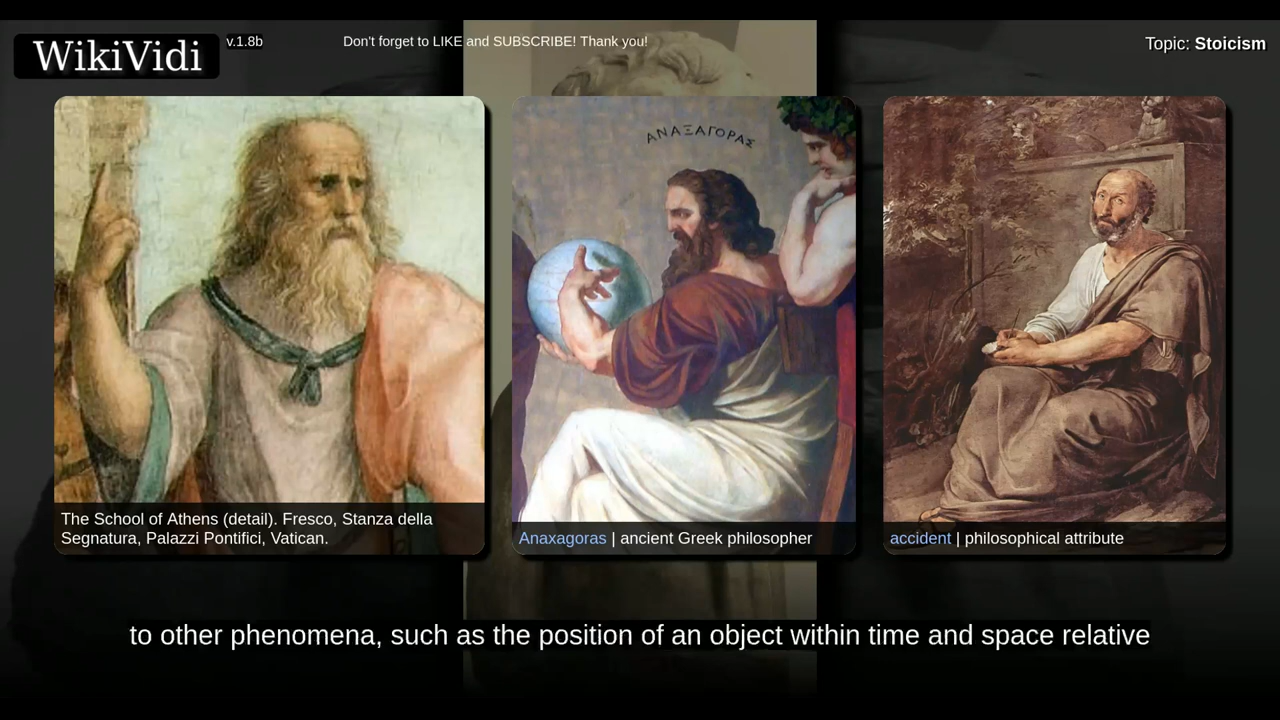 WikiVidi
v.1.8b
Don't forget to LIKE and SUBSCRIBE! Thank you!
Topic: Stoicism
ΑΝΑΞΑΓΟΡΑΣ
The School of Athens (detail). Fresco, Stanza della
Segnatura, Palazzi Pontifici, Vatican.
Anaxagoras | ancient Greek philosopher
accident | philosophical attribute
to other phenomena, such as the position of an object within time and space relative